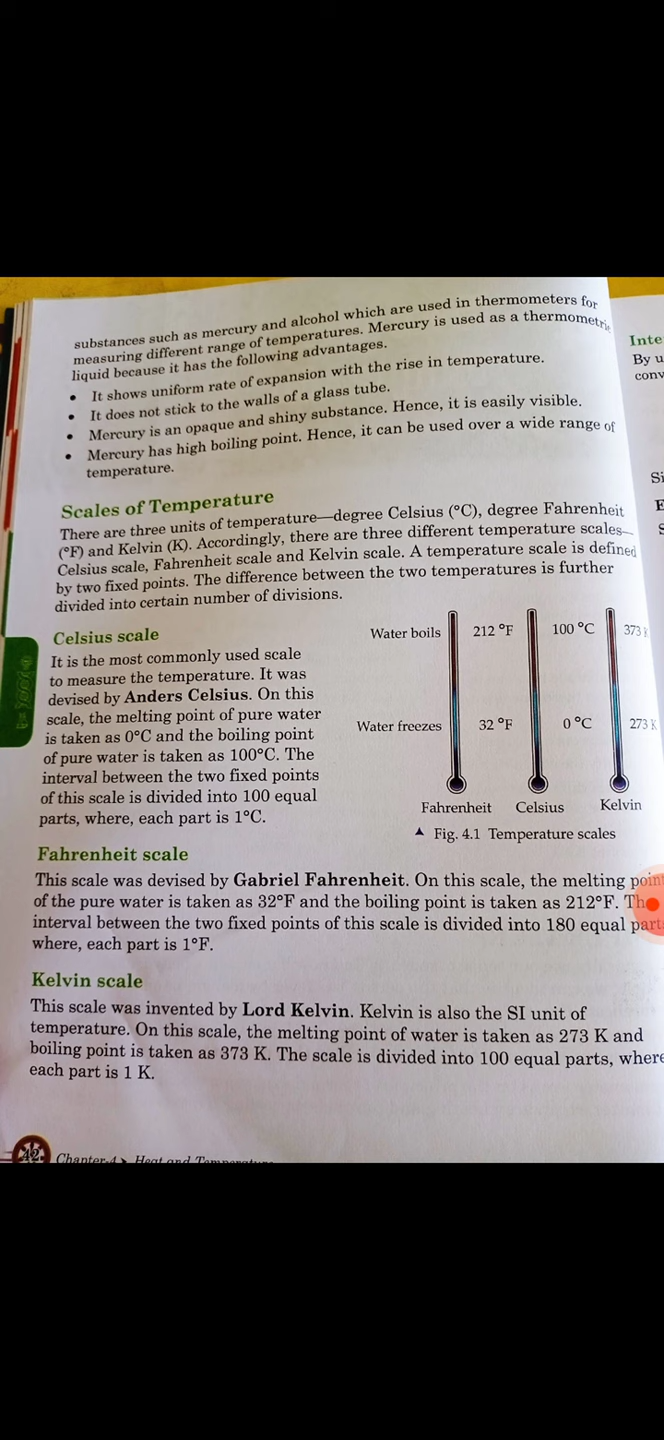 substances such as mercury and alcohol which are used in thermometers for
measuring different range of temperatures. Mercury is used as a thermometric
liquid because it has the following advantages.
• It shows uniform rate of expansion with the rise in temperature.
• It does not stick to the walls of a glass tube.
• Mercury is an opaque and shiny substance. Hence, it is easily visible.
• Mercury has high boiling point. Hence, it can be used over a wide range of
temperature.
Scales of Temperature
There are three units of temperature—degree Celsius (°C), degree Fahrenheit
(°F) and Kelvin (K). Accordingly, there are three different temperature scales—
Celsius scale, Fahrenheit scale and Kelvin scale. A temperature scale is defined
by two fixed points. The difference between the two temperatures is further
divided into certain number of divisions.
Celsius scale
It is the most commonly used scale
to measure the temperature. It was
devised by Anders Celsius. On this
scale, the melting point of pure water
is taken as 0°C and the boiling point
of pure water is taken as 100°C. The
interval between the two fixed points
of this scale is divided into 100 equal
parts, where, each part is 1°C.
Water boils 212 °F 100 °C 373 K
Water freezes 32 °F 0 °C 273 K
Fahrenheit Celsius Kelvin
▲ Fig. 4.1 Temperature scales
Fahrenheit scale
This scale was devised by Gabriel Fahrenheit. On this scale, the melting point
of the pure water is taken as 32°F and the boiling point is taken as 212°F. The
interval between the two fixed points of this scale is divided into 180 equal parts
where, each part is 1°F.
Kelvin scale
This scale was invented by Lord Kelvin. Kelvin is also the SI unit of
temperature. On this scale, the melting point of water is taken as 273 K and
boiling point is taken as 373 K. The scale is divided into 100 equal parts, where
each part is 1 K.
42 Chapter-4 Heat and Temperature
Inte
By u
conv
Si
E
S